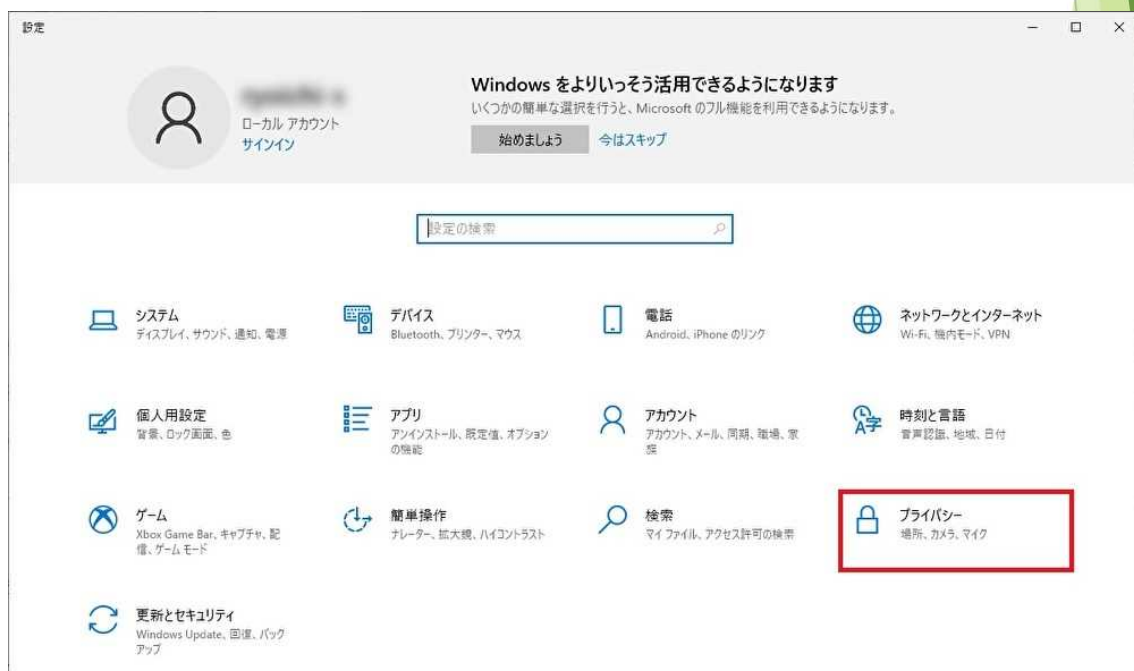 設定
Windows をよりいっそう活用できるようになります
いくつかの簡単な選択を行うと、Microsoft のフル機能を利用できるようになります。
ローカル アカウント
サインイン
始めましょう
今はスキップ
設定の検索
システム
ディスプレイ、サウンド、通知、電源
デバイス
Bluetooth、プリンター、マウス
電話
Android、iPhone のリンク
ネットワークとインターネット
Wi-Fi、機内モード、VPN
個人用設定
背景、ロック画面、色
アプリ
アンインストール、既定値、オプション
の機能
アカウント
アカウント、メール、同期、職場、家
族
時刻と言語
音声認識、地域、日付
ゲーム
Xbox Game Bar、キャプチャ、配
信、ゲーム モード
簡単操作
ナレーター、拡大鏡、ハイコントラスト
検索
マイ ファイル、アクセス許可の検索
プライバシー
場所、カメラ、マイク
更新とセキュリティ
Windows Update、回復、バック
アップ